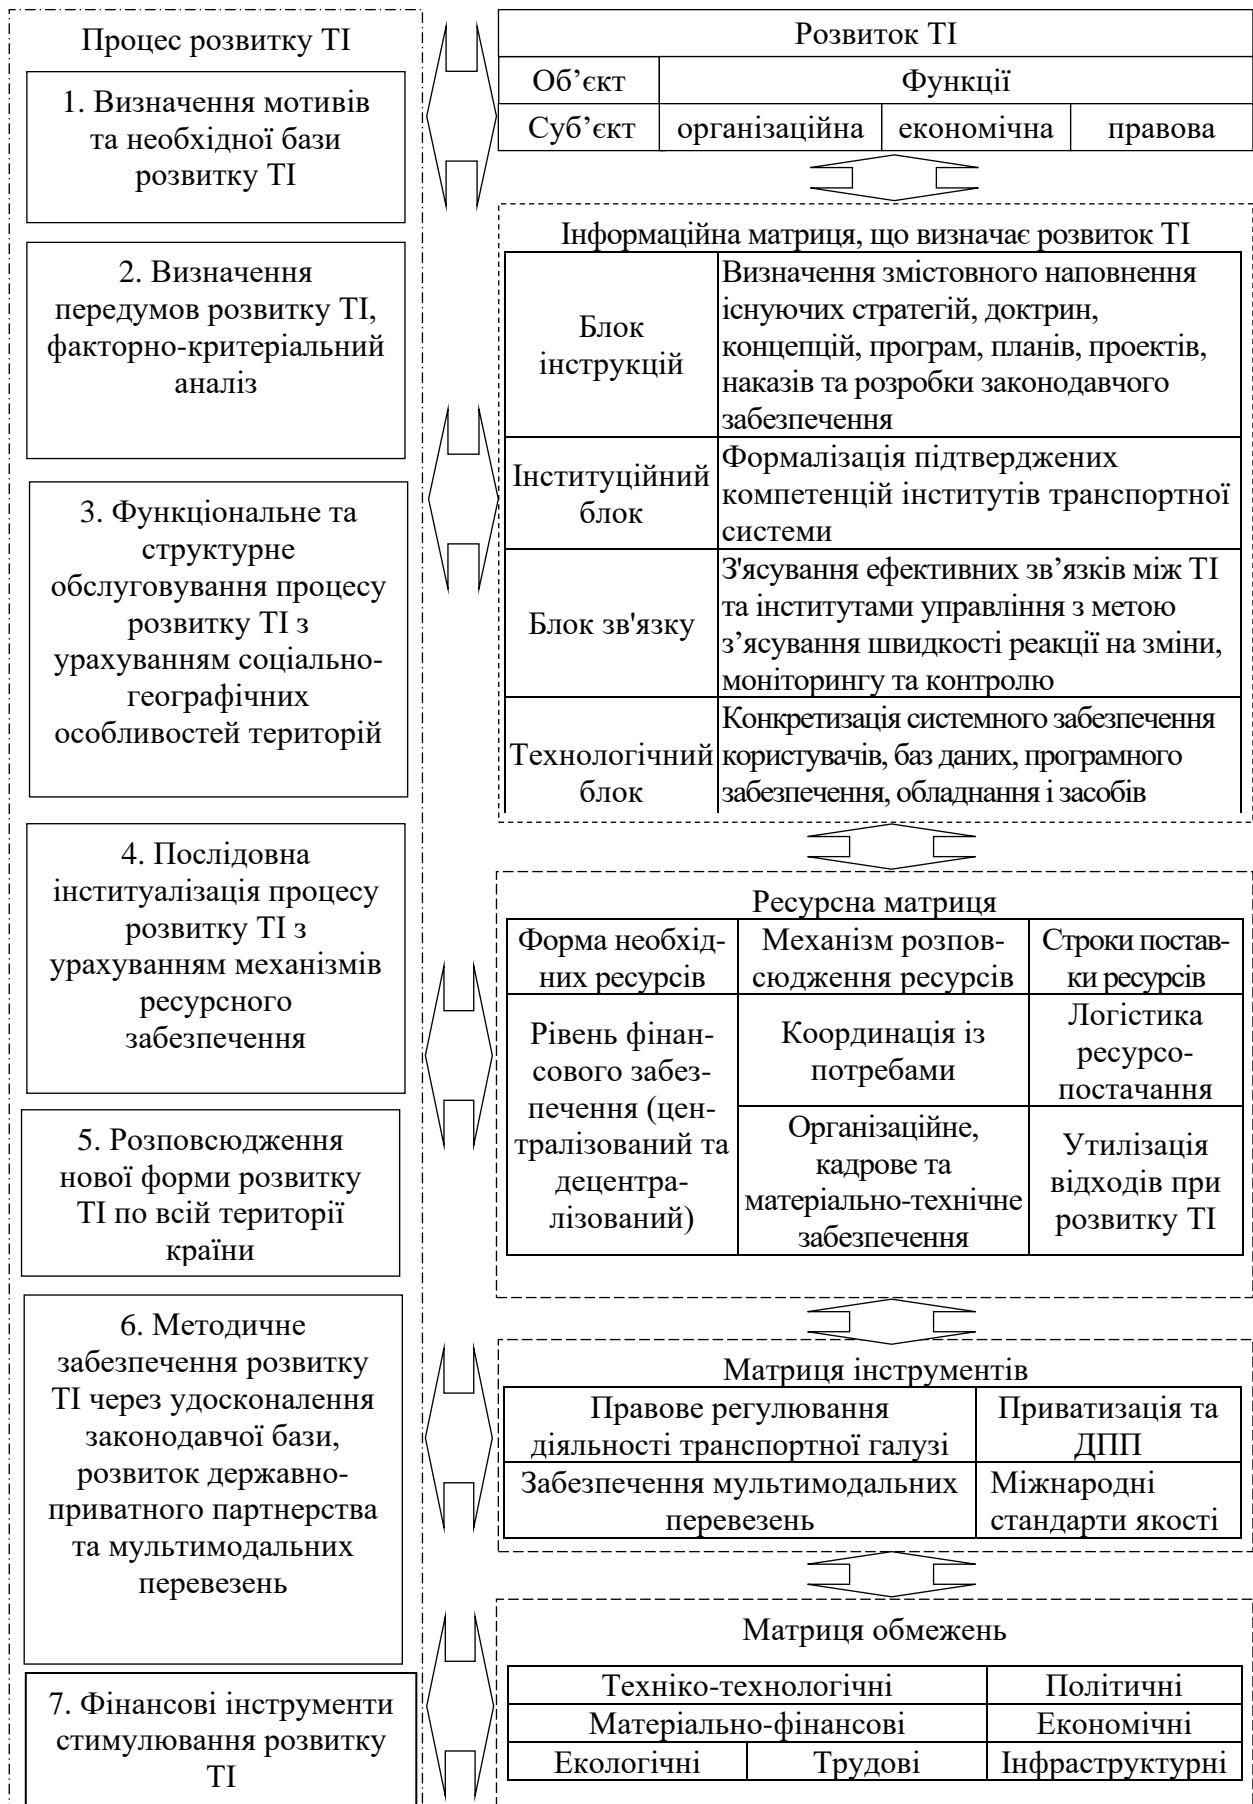 Процес розвитку ТІ
1. Визначення мотивів
та необхідної бази
розвитку ТІ
2. Визначення
передумов розвитку ТІ,
факторно-критеріальний
аналіз
3. Функціональне та
структурне
обслуговування процесу
розвитку ТІ з
урахуванням соціально-
географічних
особливостей територій
4. Послідовна
інституалізація процесу
розвитку ТІ з
урахуванням механізмів
ресурсного
забезпечення
5. Розповсюдження
нової форми розвитку
ТІ по всій території
країни
6. Методичне
забезпечення розвитку
ТІ через удосконалення
законодавчої бази,
розвиток державно-
приватного партнерства
та мультимодальних
перевезень
7. Фінансові інструменти
стимулювання розвитку
ТІ
Розвиток ТІ
Об’єкт
Функції
Суб’єкт
організаційна
економічна
правова
Інформаційна матриця, що визначає розвиток ТІ
Блок
інструкцій
Визначення змістовного наповнення
існуючих стратегій, доктрин,
концепцій, програм, планів, проектів,
наказів та розробки законодавчого
забезпечення
Інституційний
блок
Формалізація підтверджених
компетенцій інститутів транспортної
системи
Блок зв'язку
З'ясування ефективних зв’язків між ТІ
та інститутами управління з метою
з’ясування швидкості реакції на зміни,
моніторингу та контролю
Технологічний
блок
Конкретизація системного забезпечення
користувачів, баз даних, програмного
забезпечення, обладнання і засобів
Ресурсна матриця
Форма необхід-
них ресурсів
Механізм розпов-
сюдження ресурсів
Строки постав-
ки ресурсів
Рівень фінан-
сового забез-
печення (цен-
тралізований та
децентра-
лізований)
Координація із
потребами
Логістика
ресурсо-
постачання
Організаційне,
кадрове та
матеріально-технічне
забезпечення
Утилізація
відходів при
розвитку ТІ
Матриця інструментів
Правове регулювання
діяльності транспортної галузі
Приватизація та
ДПП
Забезпечення мультимодальних
перевезень
Міжнародні
стандарти якості
Матриця обмежень
Техніко-технологічні
Політичні
Матеріально-фінансові
Економічні
Екологічні
Трудові
Інфраструктурні